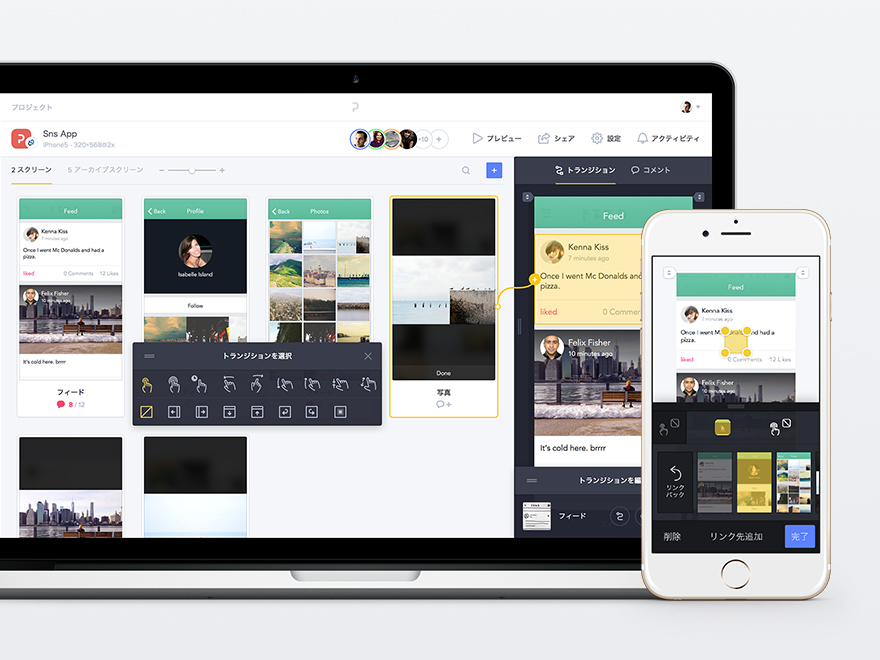 プロジェクト
Sns App
iPhone5 - 320×568@2x
+10
+
プレビュー
シェア
設定
アクティビティ
2 スクリーン
5 アーカイブスクリーン
トランジション
コメント
Feed
Kenna Kiss
7 minutes ago
Once I went Mc Donalds and had a
pizza.
liked
0 Comments
12 Likes
Felix Fisher
10 minutes ago
It's cold here. brrrr
フィード
8 / 12
Back
Profile
Isabelle Island
Follow
Back
Photos
Done
写真
トランジションを選択
Feed
Kenna Kiss
7 minutes ago
Once I went Mc Donalds and
pizza.
liked
0 Commen
Felix Fisher
10 minutes ago
It's cold here. brrrr
トランジションを編
フィード
Feed
Kenna Kiss
7 minutes ago
Once I went Mc Donalds and had a
pizza.
liked
0 Comments
12 Likes
Felix Fisher
10 minutes ago
リンク
バック
削除
リンク先追加
完了